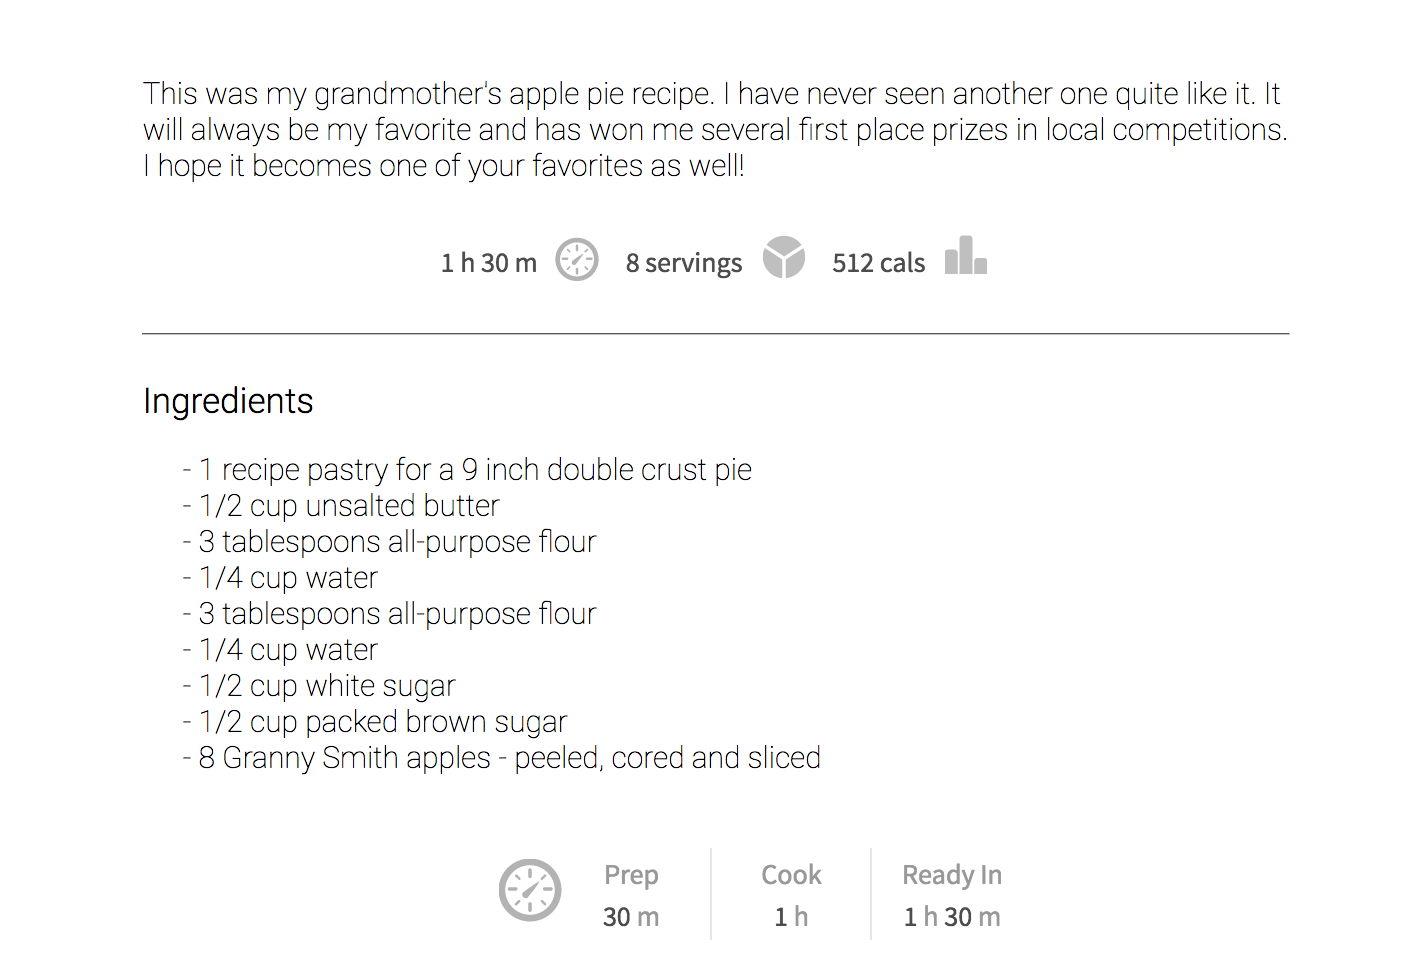 This was my grandmother's apple pie recipe. I have never seen another one quite like it. It
will always be my favorite and has won me several first place prizes in local competitions.
I hope it becomes one of your favorites as well!
1 h 30 m 8 servings 512 cals
Ingredients
- 1 recipe pastry for a 9 inch double crust pie
- 1/2 cup unsalted butter
- 3 tablespoons all-purpose flour
- 1/4 cup water
- 3 tablespoons all-purpose flour
- 1/4 cup water
- 1/2 cup white sugar
- 1/2 cup packed brown sugar
- 8 Granny Smith apples - peeled, cored and sliced
Prep Cook Ready In
30 m 1 h 1 h 30 m